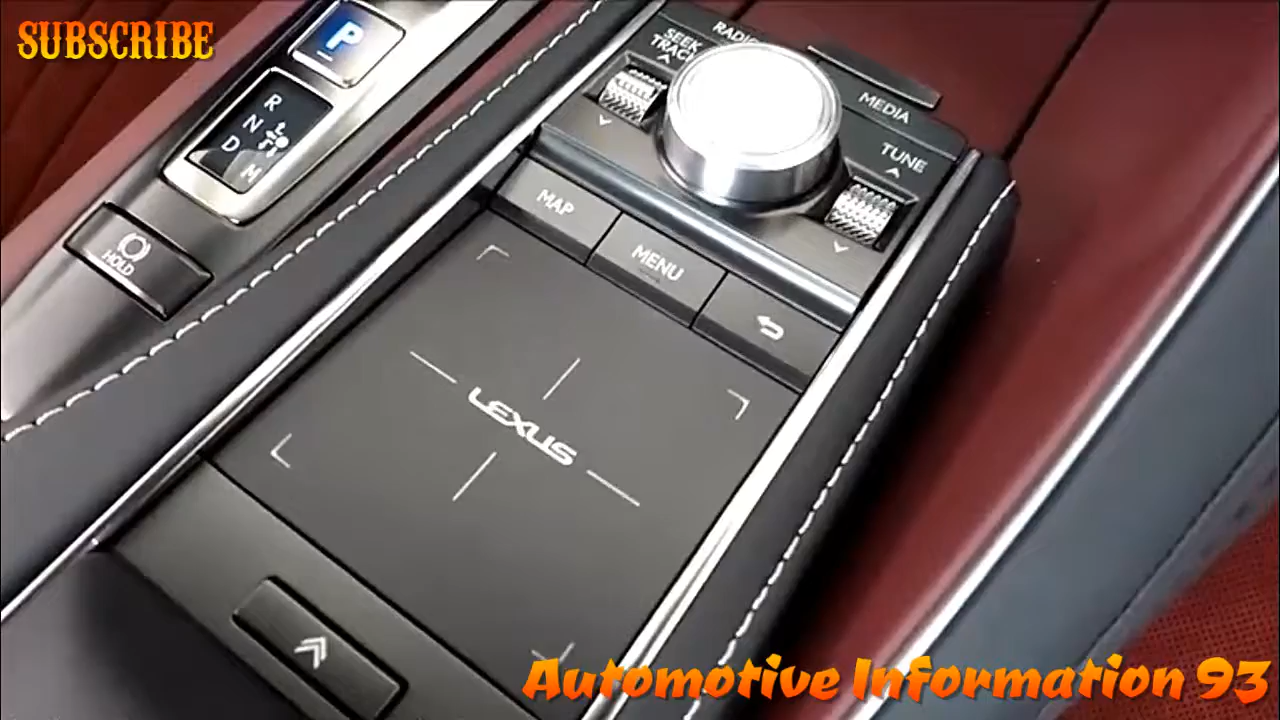 SUBSCRIBE
P
R
N
D
M
HOLD
RADIO
SEEK
TRACK
MEDIA
TUNE
MAP
MENU
LEXUS
Automotive Information 93